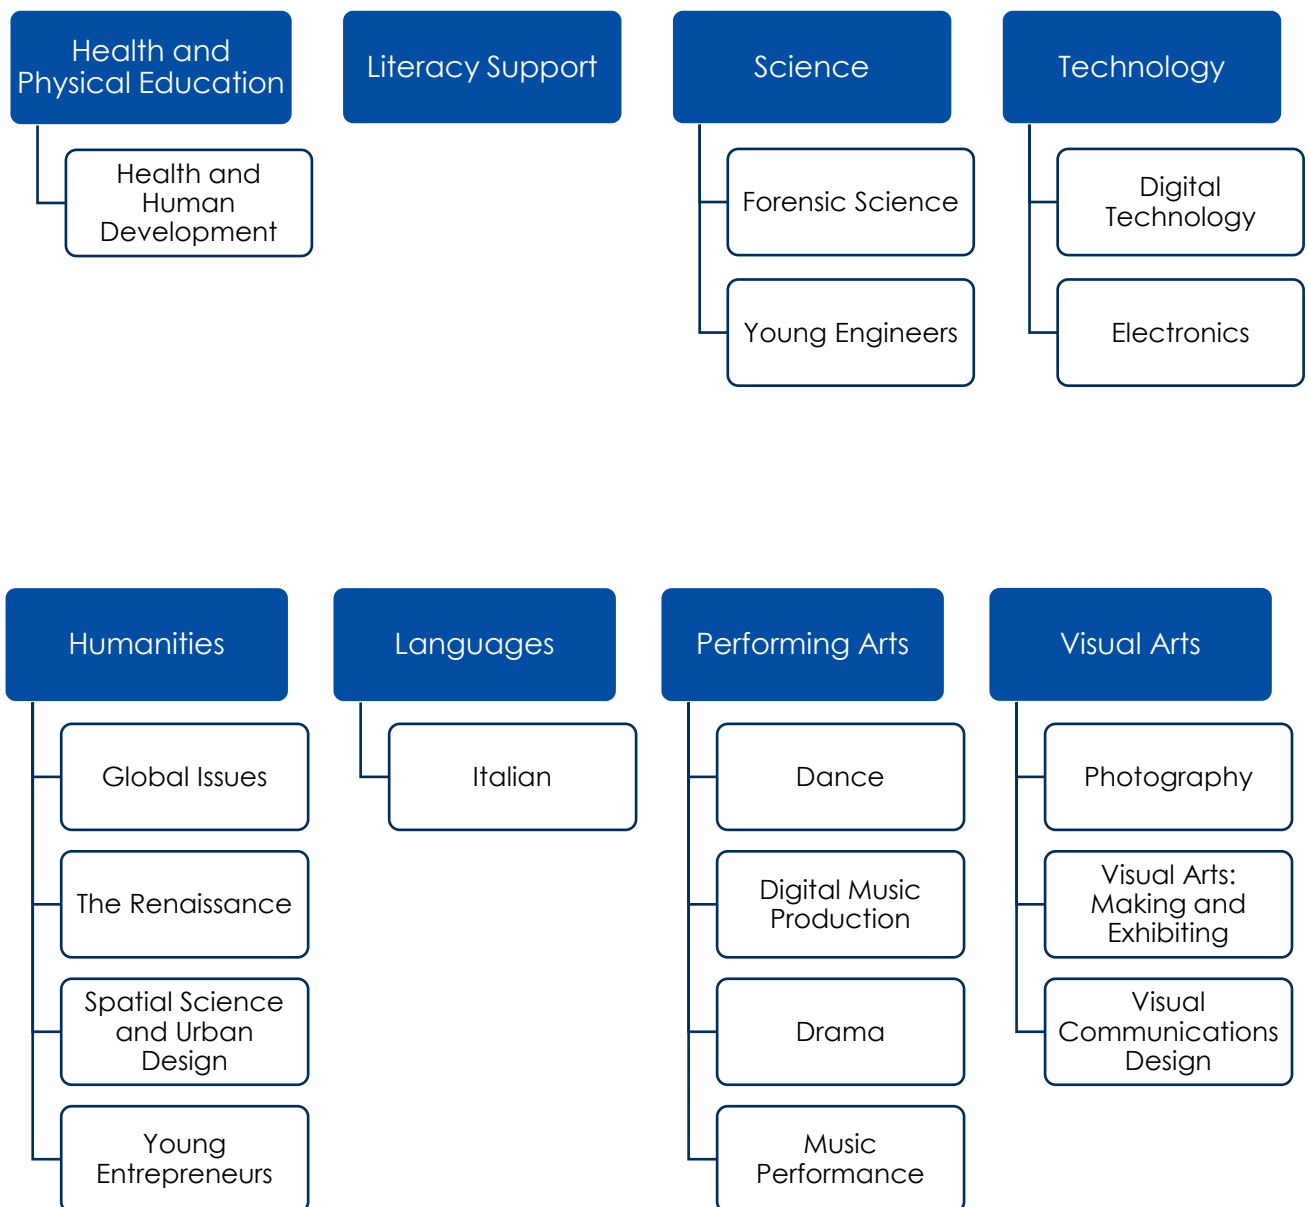 Health and
Physical Education
Health and
Human
Development
Literacy Support
Science
Forensic Science
Young Engineers
Technology
Digital
Technology
Electronics
Humanities
Global Issues
The Renaissance
Spatial Science
and Urban
Design
Young
Entrepreneurs
Languages
Italian
Performing Arts
Dance
Digital Music
Production
Drama
Music
Performance
Visual Arts
Photography
Visual Arts:
Making and
Exhibiting
Visual
Communications
Design